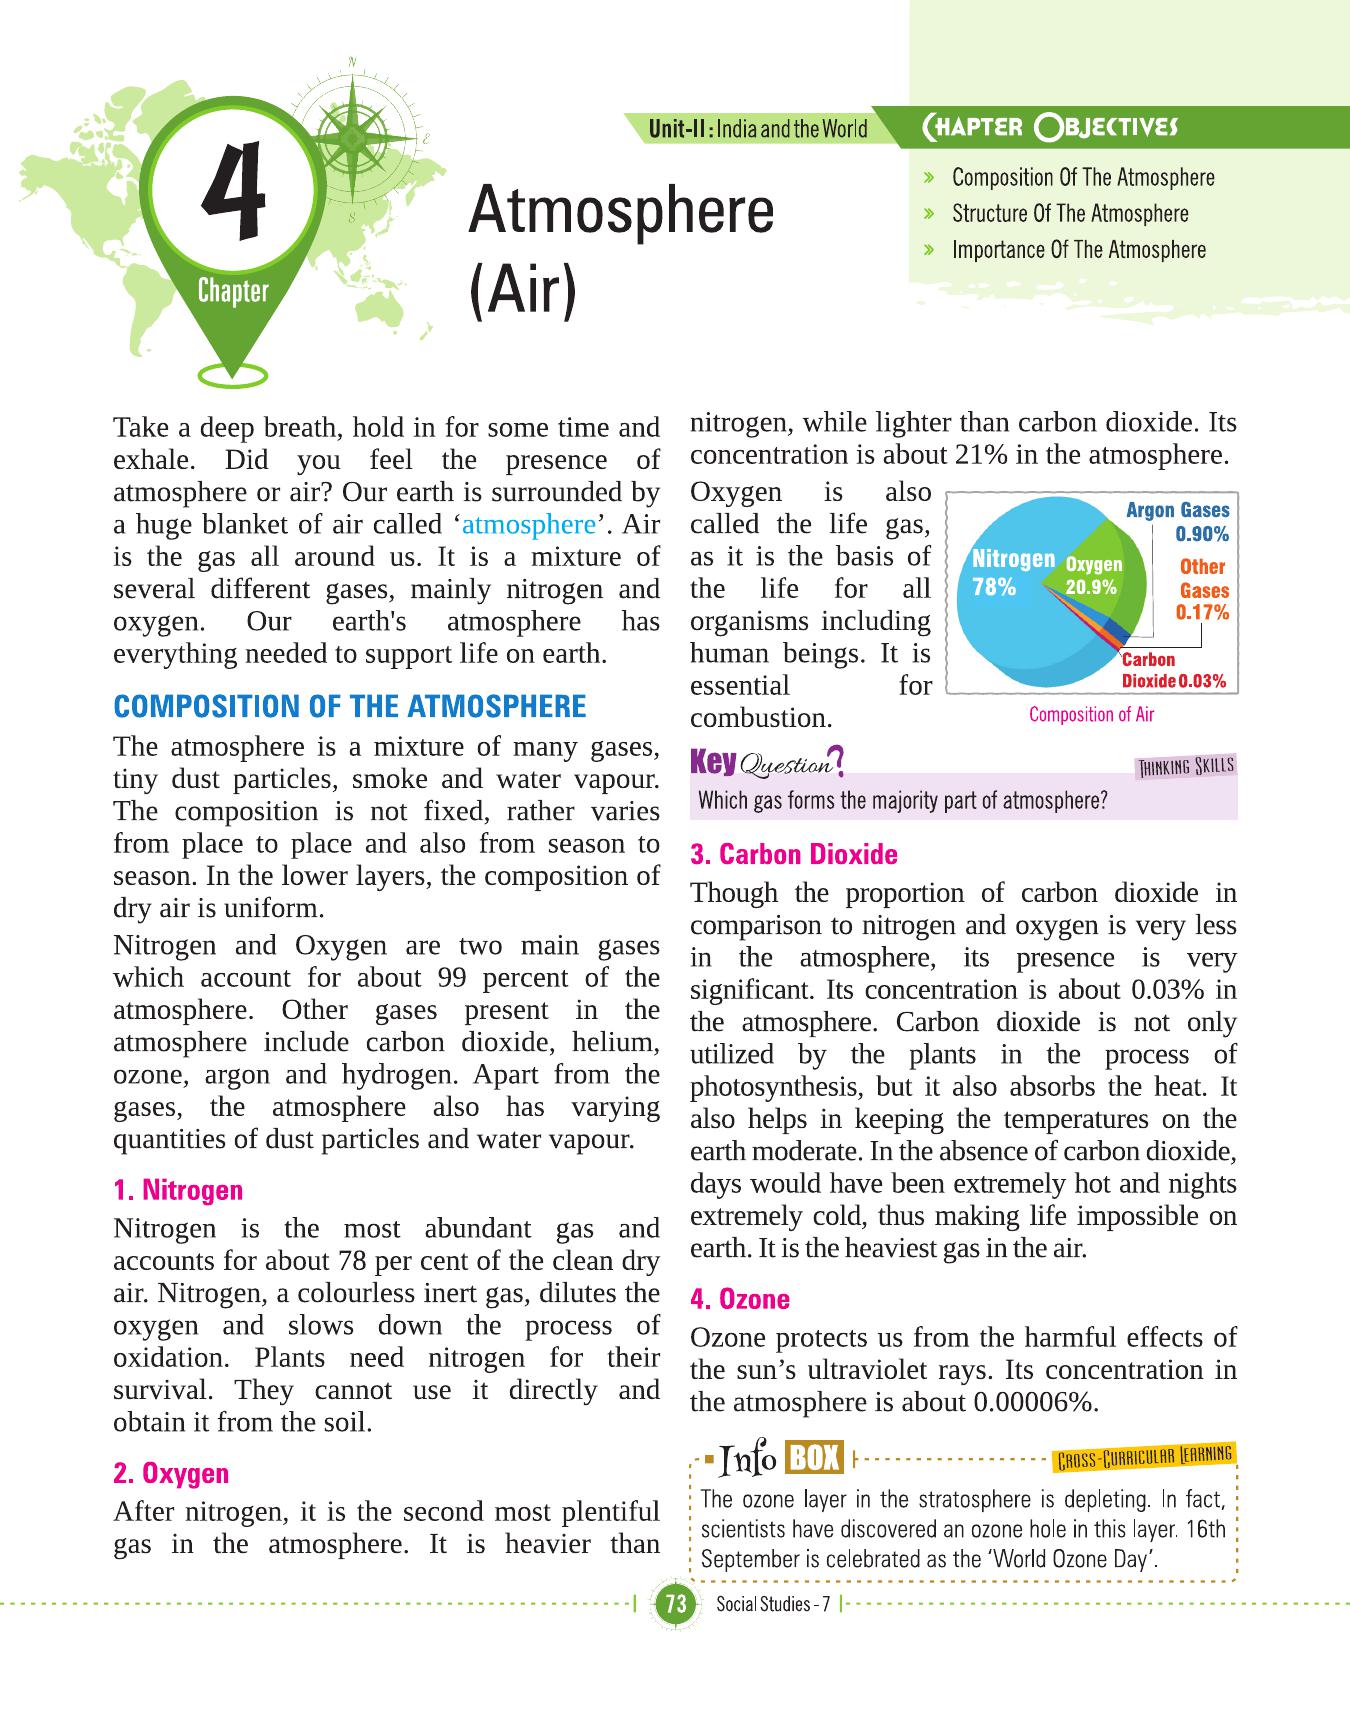 N
E
S
4
Chapter
Unit-II : India and the World
CHAPTER OBJECTIVES
» Composition Of The Atmosphere
» Structure Of The Atmosphere
» Importance Of The Atmosphere
Atmosphere
(Air)
Take a deep breath, hold in for some time and
exhale. Did you feel the presence of
atmosphere or air? Our earth is surrounded by
a huge blanket of air called ‘atmosphere’. Air
is the gas all around us. It is a mixture of
several different gases, mainly nitrogen and
oxygen. Our earth's atmosphere has
everything needed to support life on earth.
COMPOSITION OF THE ATMOSPHERE
The atmosphere is a mixture of many gases,
tiny dust particles, smoke and water vapour.
The composition is not fixed, rather varies
from place to place and also from season to
season. In the lower layers, the composition of
dry air is uniform.
Nitrogen and Oxygen are two main gases
which account for about 99 percent of the
atmosphere. Other gases present in the
atmosphere include carbon dioxide, helium,
ozone, argon and hydrogen. Apart from the
gases, the atmosphere also has varying
quantities of dust particles and water vapour.
1. Nitrogen
Nitrogen is the most abundant gas and
accounts for about 78 per cent of the clean dry
air. Nitrogen, a colourless inert gas, dilutes the
oxygen and slows down the process of
oxidation. Plants need nitrogen for their
survival. They cannot use it directly and
obtain it from the soil.
2. Oxygen
After nitrogen, it is the second most plentiful
gas in the atmosphere. It is heavier than
nitrogen, while lighter than carbon dioxide. Its
concentration is about 21% in the atmosphere.
Oxygen is also
called the life gas,
as it is the basis of
the life for all
organisms including
human beings. It is
essential for
combustion.
Argon Gases
0.90%
Nitrogen
78%
Oxygen
20.9%
Other
Gases
0.17%
Carbon
Dioxide 0.03%
Composition of Air
Key Question?
THINKING SKILLS
Which gas forms the majority part of atmosphere?
3. Carbon Dioxide
Though the proportion of carbon dioxide in
comparison to nitrogen and oxygen is very less
in the atmosphere, its presence is very
significant. Its concentration is about 0.03% in
the atmosphere. Carbon dioxide is not only
utilized by the plants in the process of
photosynthesis, but it also absorbs the heat. It
also helps in keeping the temperatures on the
earth moderate. In the absence of carbon dioxide,
days would have been extremely hot and nights
extremely cold, thus making life impossible on
earth. It is the heaviest gas in the air.
4. Ozone
Ozone protects us from the harmful effects of
the sun’s ultraviolet rays. Its concentration in
the atmosphere is about 0.00006%.
Info BOX
CROSS-CURRICULAR LEARNING
The ozone layer in the stratosphere is depleting. In fact,
scientists have discovered an ozone hole in this layer. 16th
September is celebrated as the ‘World Ozone Day’.
73
Social Studies - 7